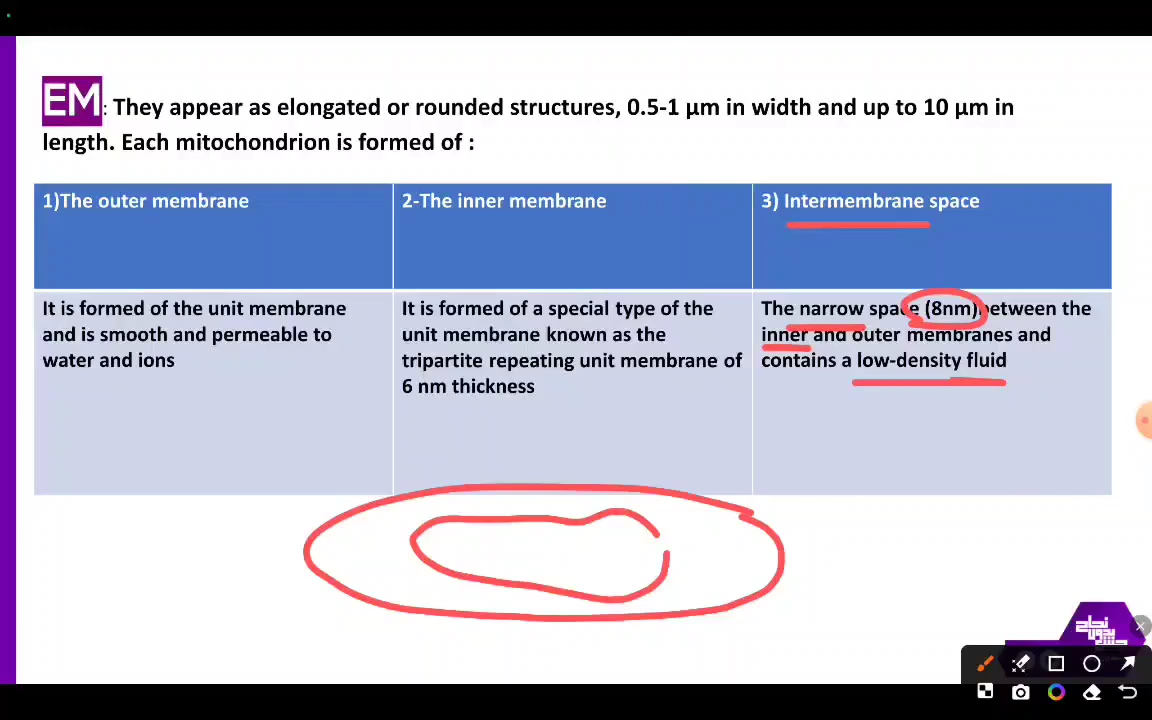 EM: They appear as elongated or rounded structures, 0.5-1 µm in width and up to 10 µm in
length. Each mitochondrion is formed of :
1)The outer membrane
2-The inner membrane
3) Intermembrane space
It is formed of the unit membrane
and is smooth and permeable to
water and ions
It is formed of a special type of the
unit membrane known as the
tripartite repeating unit membrane of
6 nm thickness
The narrow space (8nm) between the
inner and outer membranes and
contains a low-density fluid